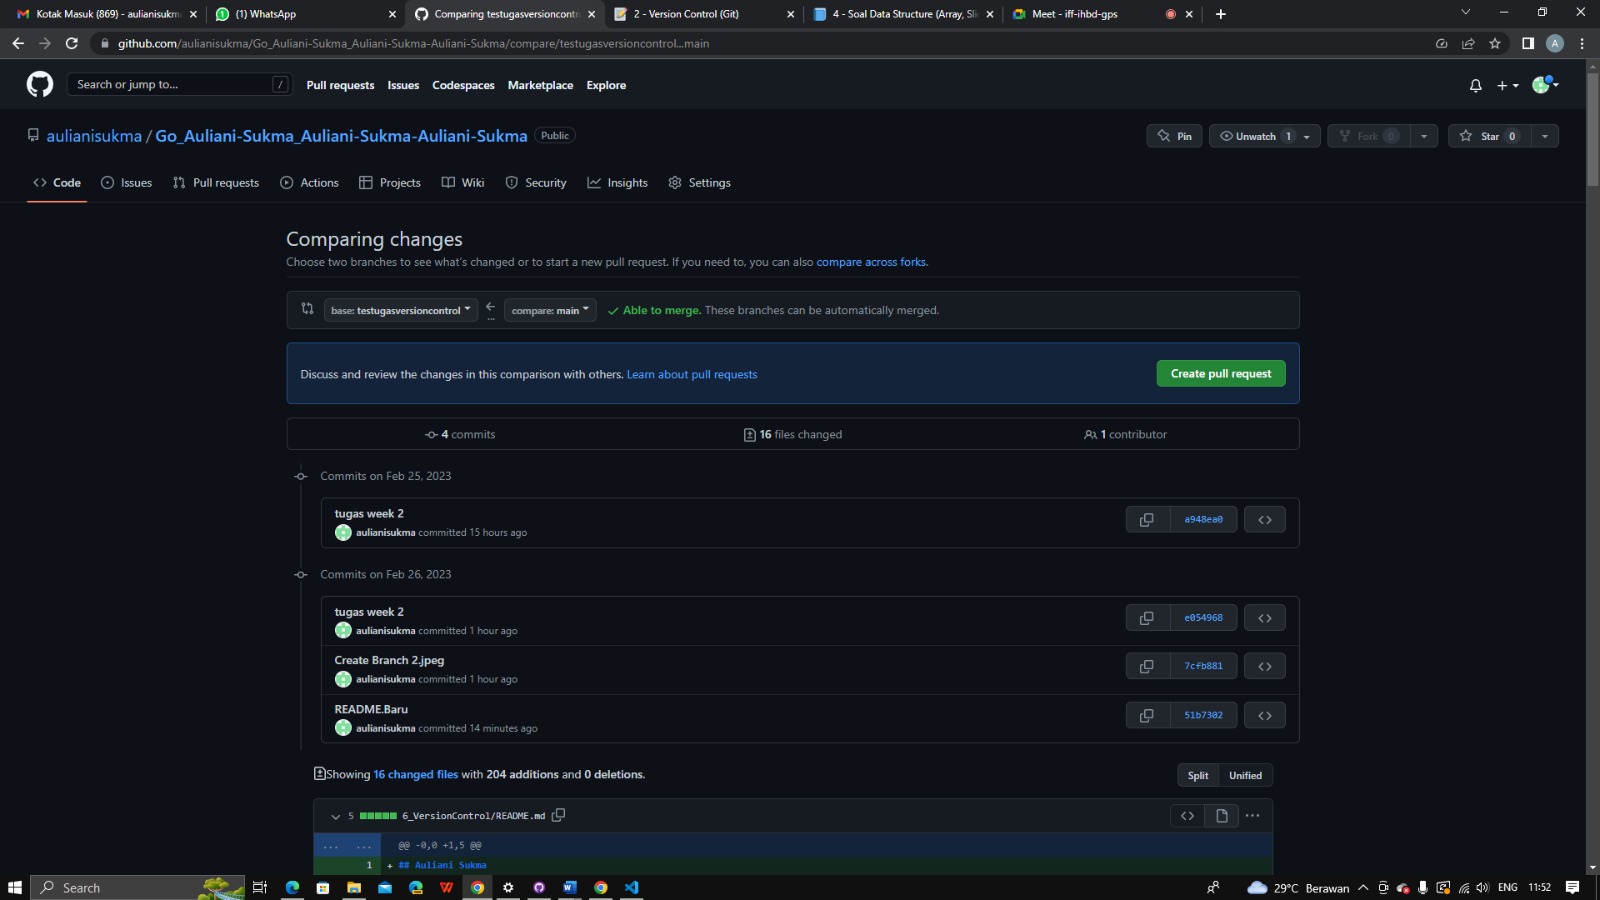 Kotak Masuk (869) - aulianisukma
(1) WhatsApp
Comparing testugasversioncontro
2 - Version Control (Git)
4 - Soal Data Structure (Array, Sli
Meet - iff-ihbd-gps
github.com/aulianisukma/Go_Auliani-Sukma_Auliani-Sukma-Auliani-Sukma/compare/testugasversioncontrol...main
A
Search or jump to...
/
Pull requests
Issues
Codespaces
Marketplace
Explore
aulianisukma / Go_Auliani-Sukma_Auliani-Sukma-Auliani-Sukma
Public
Pin
Unwatch 1
Fork 0
Star 0
Code
Issues
Pull requests
Actions
Projects
Wiki
Security
Insights
Settings
Comparing changes
Choose two branches to see what's changed or to start a new pull request. If you need to, you can also compare across forks.
base: testugasversioncontrol
...
compare: main
Able to merge. These branches can be automatically merged.
Discuss and review the changes in this comparison with others. Learn about pull requests
Create pull request
4 commits
16 files changed
1 contributor
Commits on Feb 25, 2023
tugas week 2
aulianisukma committed 15 hours ago
a948ea0
Commits on Feb 26, 2023
tugas week 2
aulianisukma committed 1 hour ago
e054968
Create Branch 2.jpeg
aulianisukma committed 1 hour ago
7cfb881
README.Baru
aulianisukma committed 14 minutes ago
51b7302
Showing 16 changed files with 204 additions and 0 deletions.
Split
Unified
5
6_VersionControl/README.md
... ...
@@ -0,0 +1,5 @@
1 + ## Auliani Sukma
Search
29°C Berawan
ENG
11:52